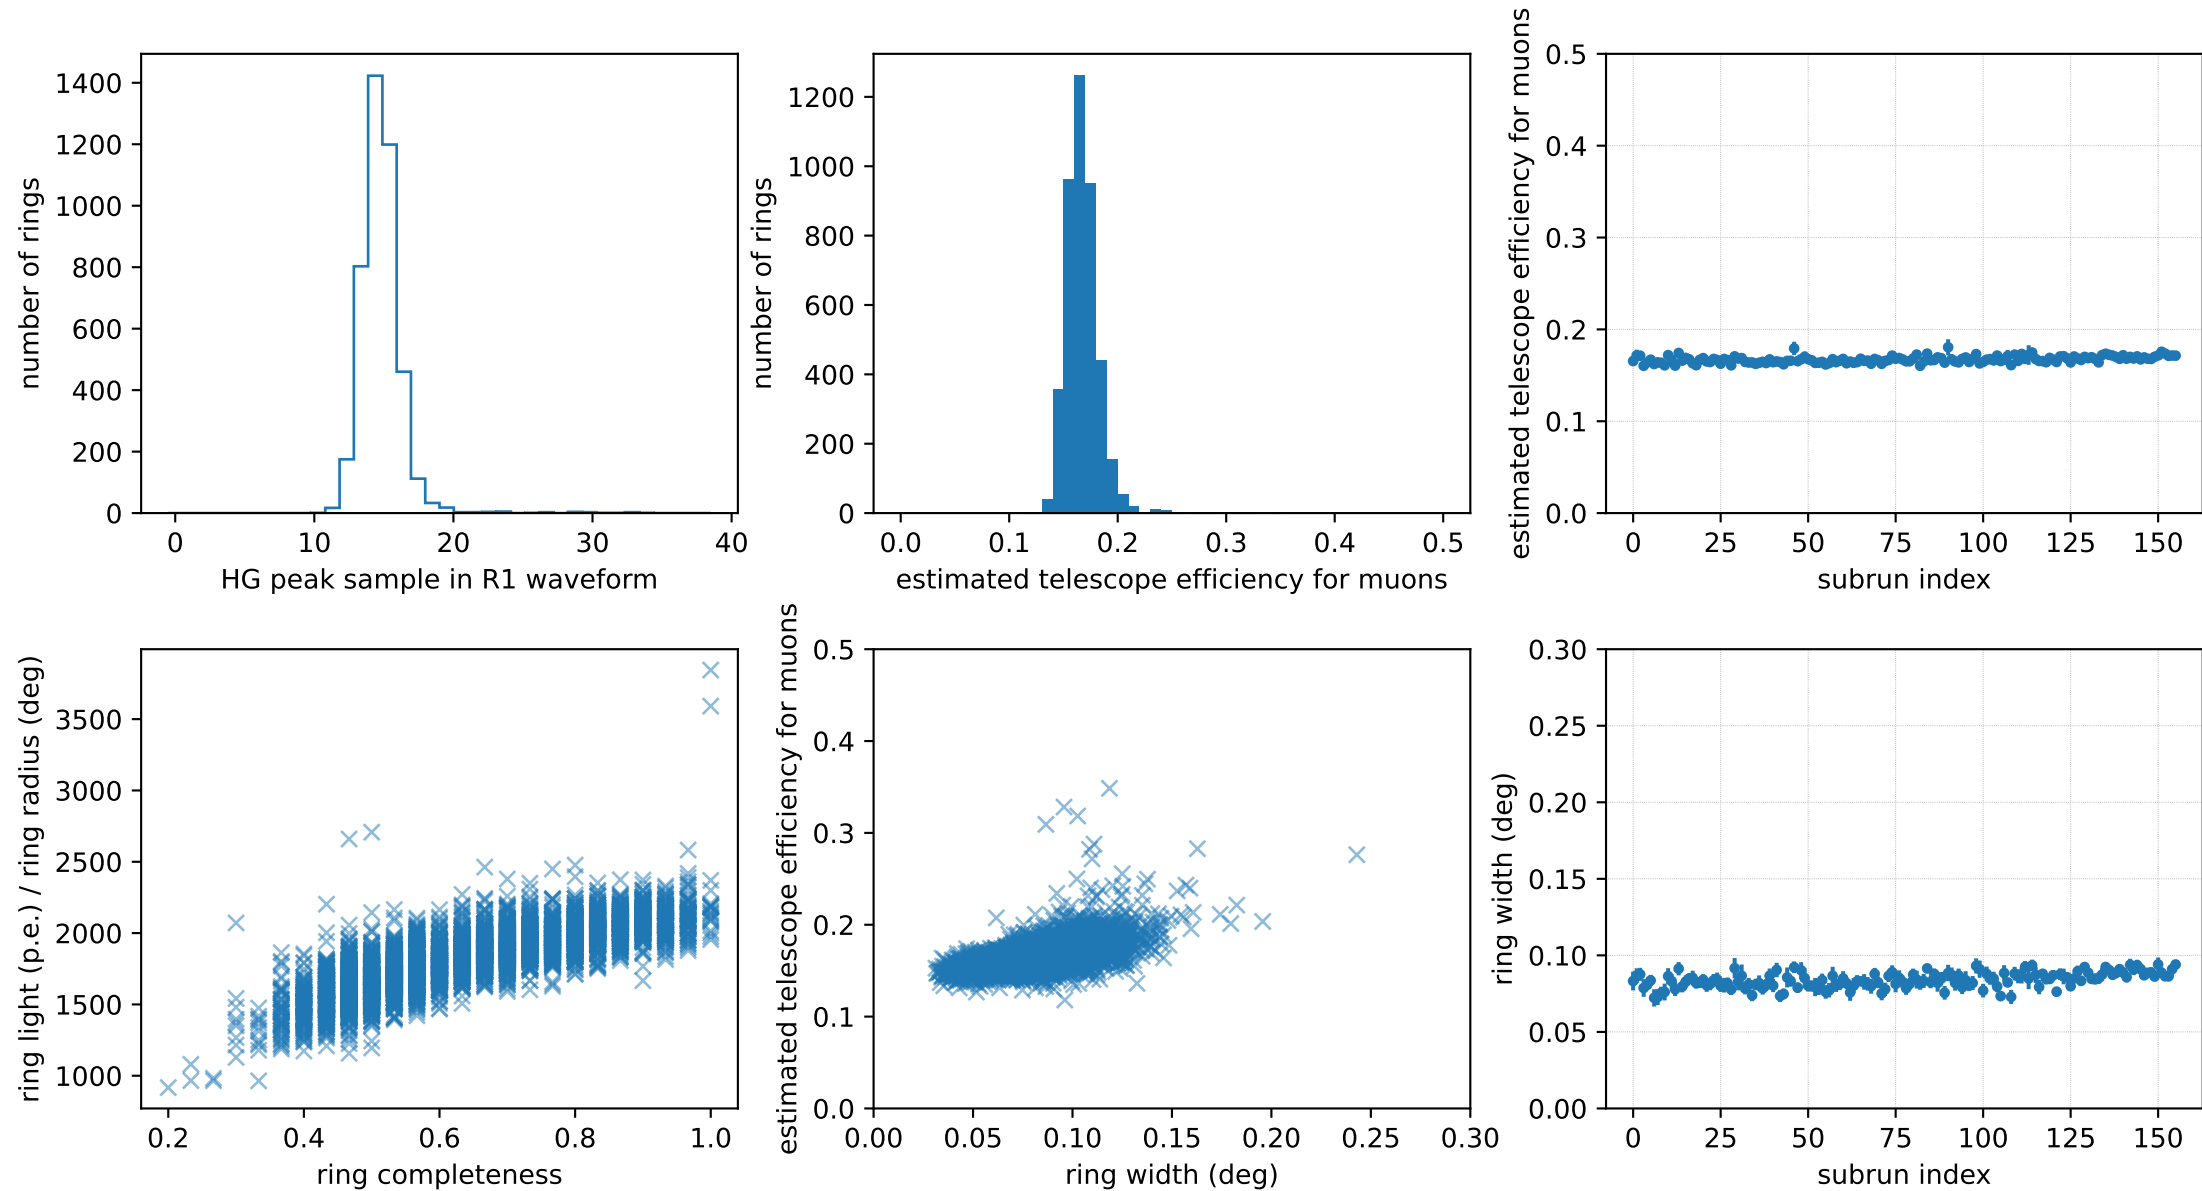 1400
1200
1000
800
600
400
200
0
number of rings
0 10 20 30 40
HG peak sample in R1 waveform
1200
1000
800
600
400
200
0
number of rings
0.0 0.1 0.2 0.3 0.4 0.5
estimated telescope efficiency for muons
0.5
0.4
0.3
0.2
0.1
0.0
estimated telescope efficiency for muons
0 25 50 75 100 125 150
subrun index
3500
3000
2500
2000
1500
1000
ring light (p.e.) / ring radius (deg)
0.2 0.4 0.6 0.8 1.0
ring completeness
0.5
0.4
0.3
0.2
0.1
0.0
estimated telescope efficiency for muons
0.00 0.05 0.10 0.15 0.20 0.25 0.30
ring width (deg)
0.30
0.25
0.20
0.15
0.10
0.05
0.00
ring width (deg)
0 25 50 75 100 125 150
subrun index